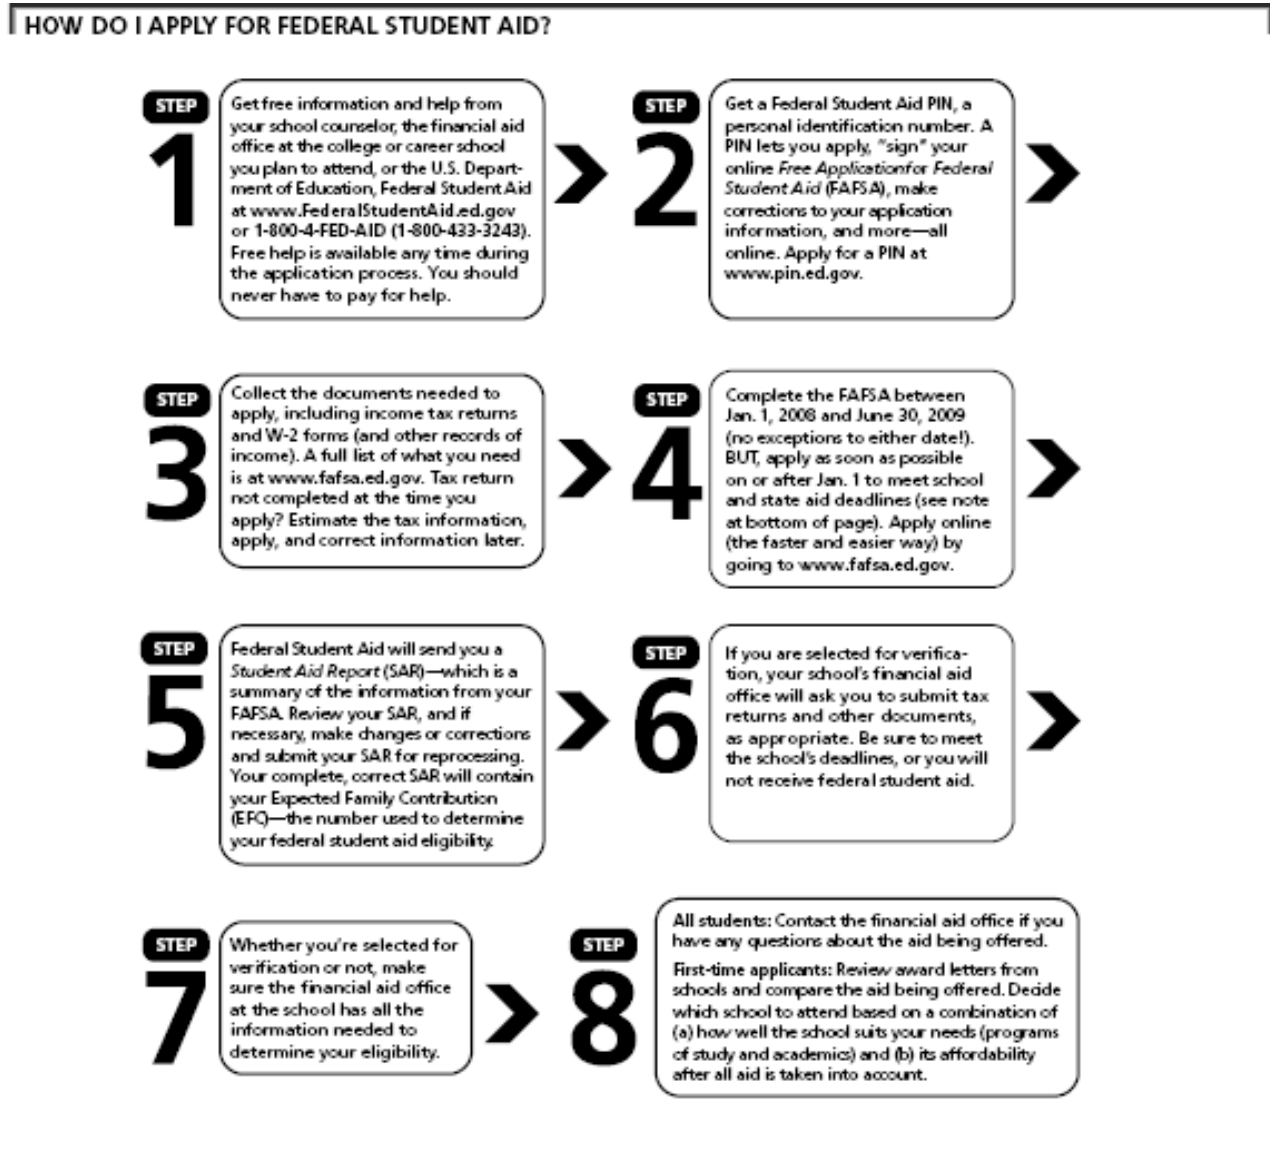 HOW DO I APPLY FOR FEDERAL STUDENT AID?
STEP
1
Get free information and help from
your school counselor, the financial aid
office at the college or career school
you plan to attend, or the U.S. Depart-
ment of Education, Federal Student Aid
at www.FederalStudentAid.ed.gov
or 1-800-4-FED-AID (1-800-433-3243).
Free help is available any time during
the application process. You should
never have to pay for help.
STEP
2
Get a Federal Student Aid PIN, a
personal identification number. A
PIN lets you apply, "sign" your
online Free Application for Federal
Student Aid (FAFSA), make
corrections to your application
information, and more—all
online. Apply for a PIN at
www.pin.ed.gov.
STEP
3
Collect the documents needed to
apply, including income tax returns
and W-2 forms (and other records of
income). A full list of what you need
is at www.fafsa.ed.gov. Tax return
not completed at the time you
apply? Estimate the tax information,
apply, and correct information later.
STEP
4
Complete the FAFSA between
Jan. 1, 2008 and June 30, 2009
(no exceptions to either date!).
BUT, apply as soon as possible
on or after Jan. 1 to meet school
and state aid deadlines (see note
at bottom of page). Apply online
(the faster and easier way) by
going to www.fafsa.ed.gov.
STEP
5
Federal Student Aid will send you a
Student Aid Report (SAR)—which is a
summary of the information from your
FAFSA. Review your SAR, and if
necessary, make changes or corrections
and submit your SAR for reprocessing.
Your complete, correct SAR will contain
your Expected Family Contribution
(EFC)—the number used to determine
your federal student aid eligibility.
STEP
6
If you are selected for verifica-
tion, your school's financial aid
office will ask you to submit tax
returns and other documents,
as appropriate. Be sure to meet
the school's deadlines, or you will
not receive federal student aid.
STEP
7
Whether you're selected for
verification or not, make
sure the financial aid office
at the school has all the
information needed to
determine your eligibility.
STEP
8
All students: Contact the financial aid office if you
have any questions about the aid being offered.
First-time applicants: Review award letters from
schools and compare the aid being offered. Decide
which school to attend based on a combination of
(a) how well the school suits your needs (programs
of study and academics) and (b) its affordability
after all aid is taken into account.